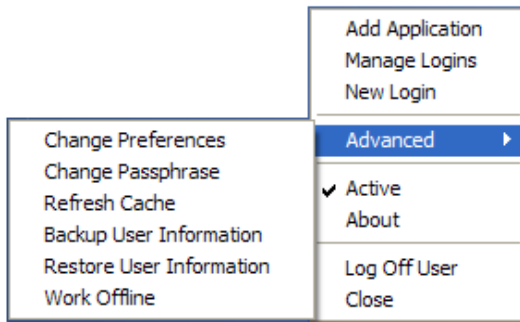 Add Application
Manage Logins
New Login
Advanced
Change Preferences
Change Passphrase
Refresh Cache
Backup User Information
Restore User Information
Work Offline
Active
About
Log Off User
Close